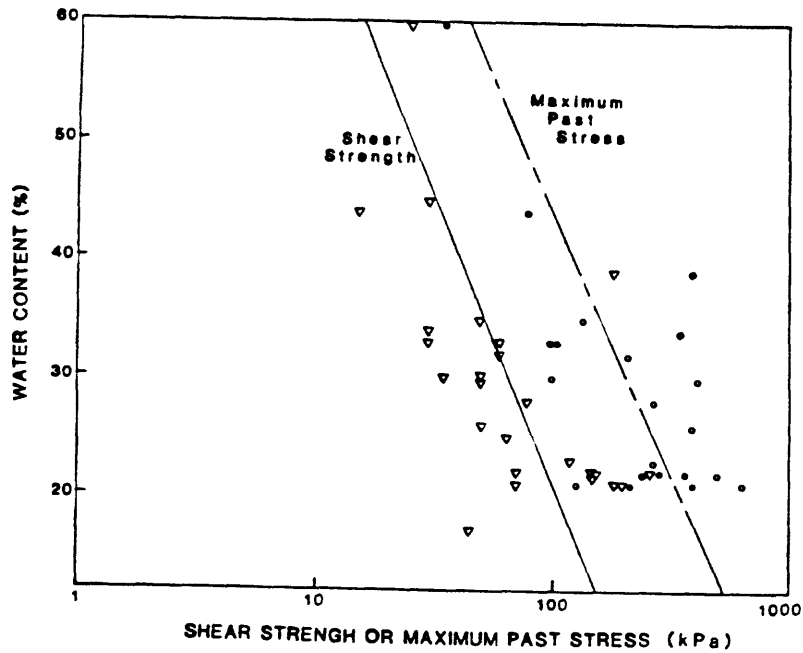 60
50
40
30
20
WATER CONTENT (%)
Shear
Strength
Maximum
Past
Stress
1
10
100
1000
SHEAR STRENGH OR MAXIMUM PAST STRESS (kPa)